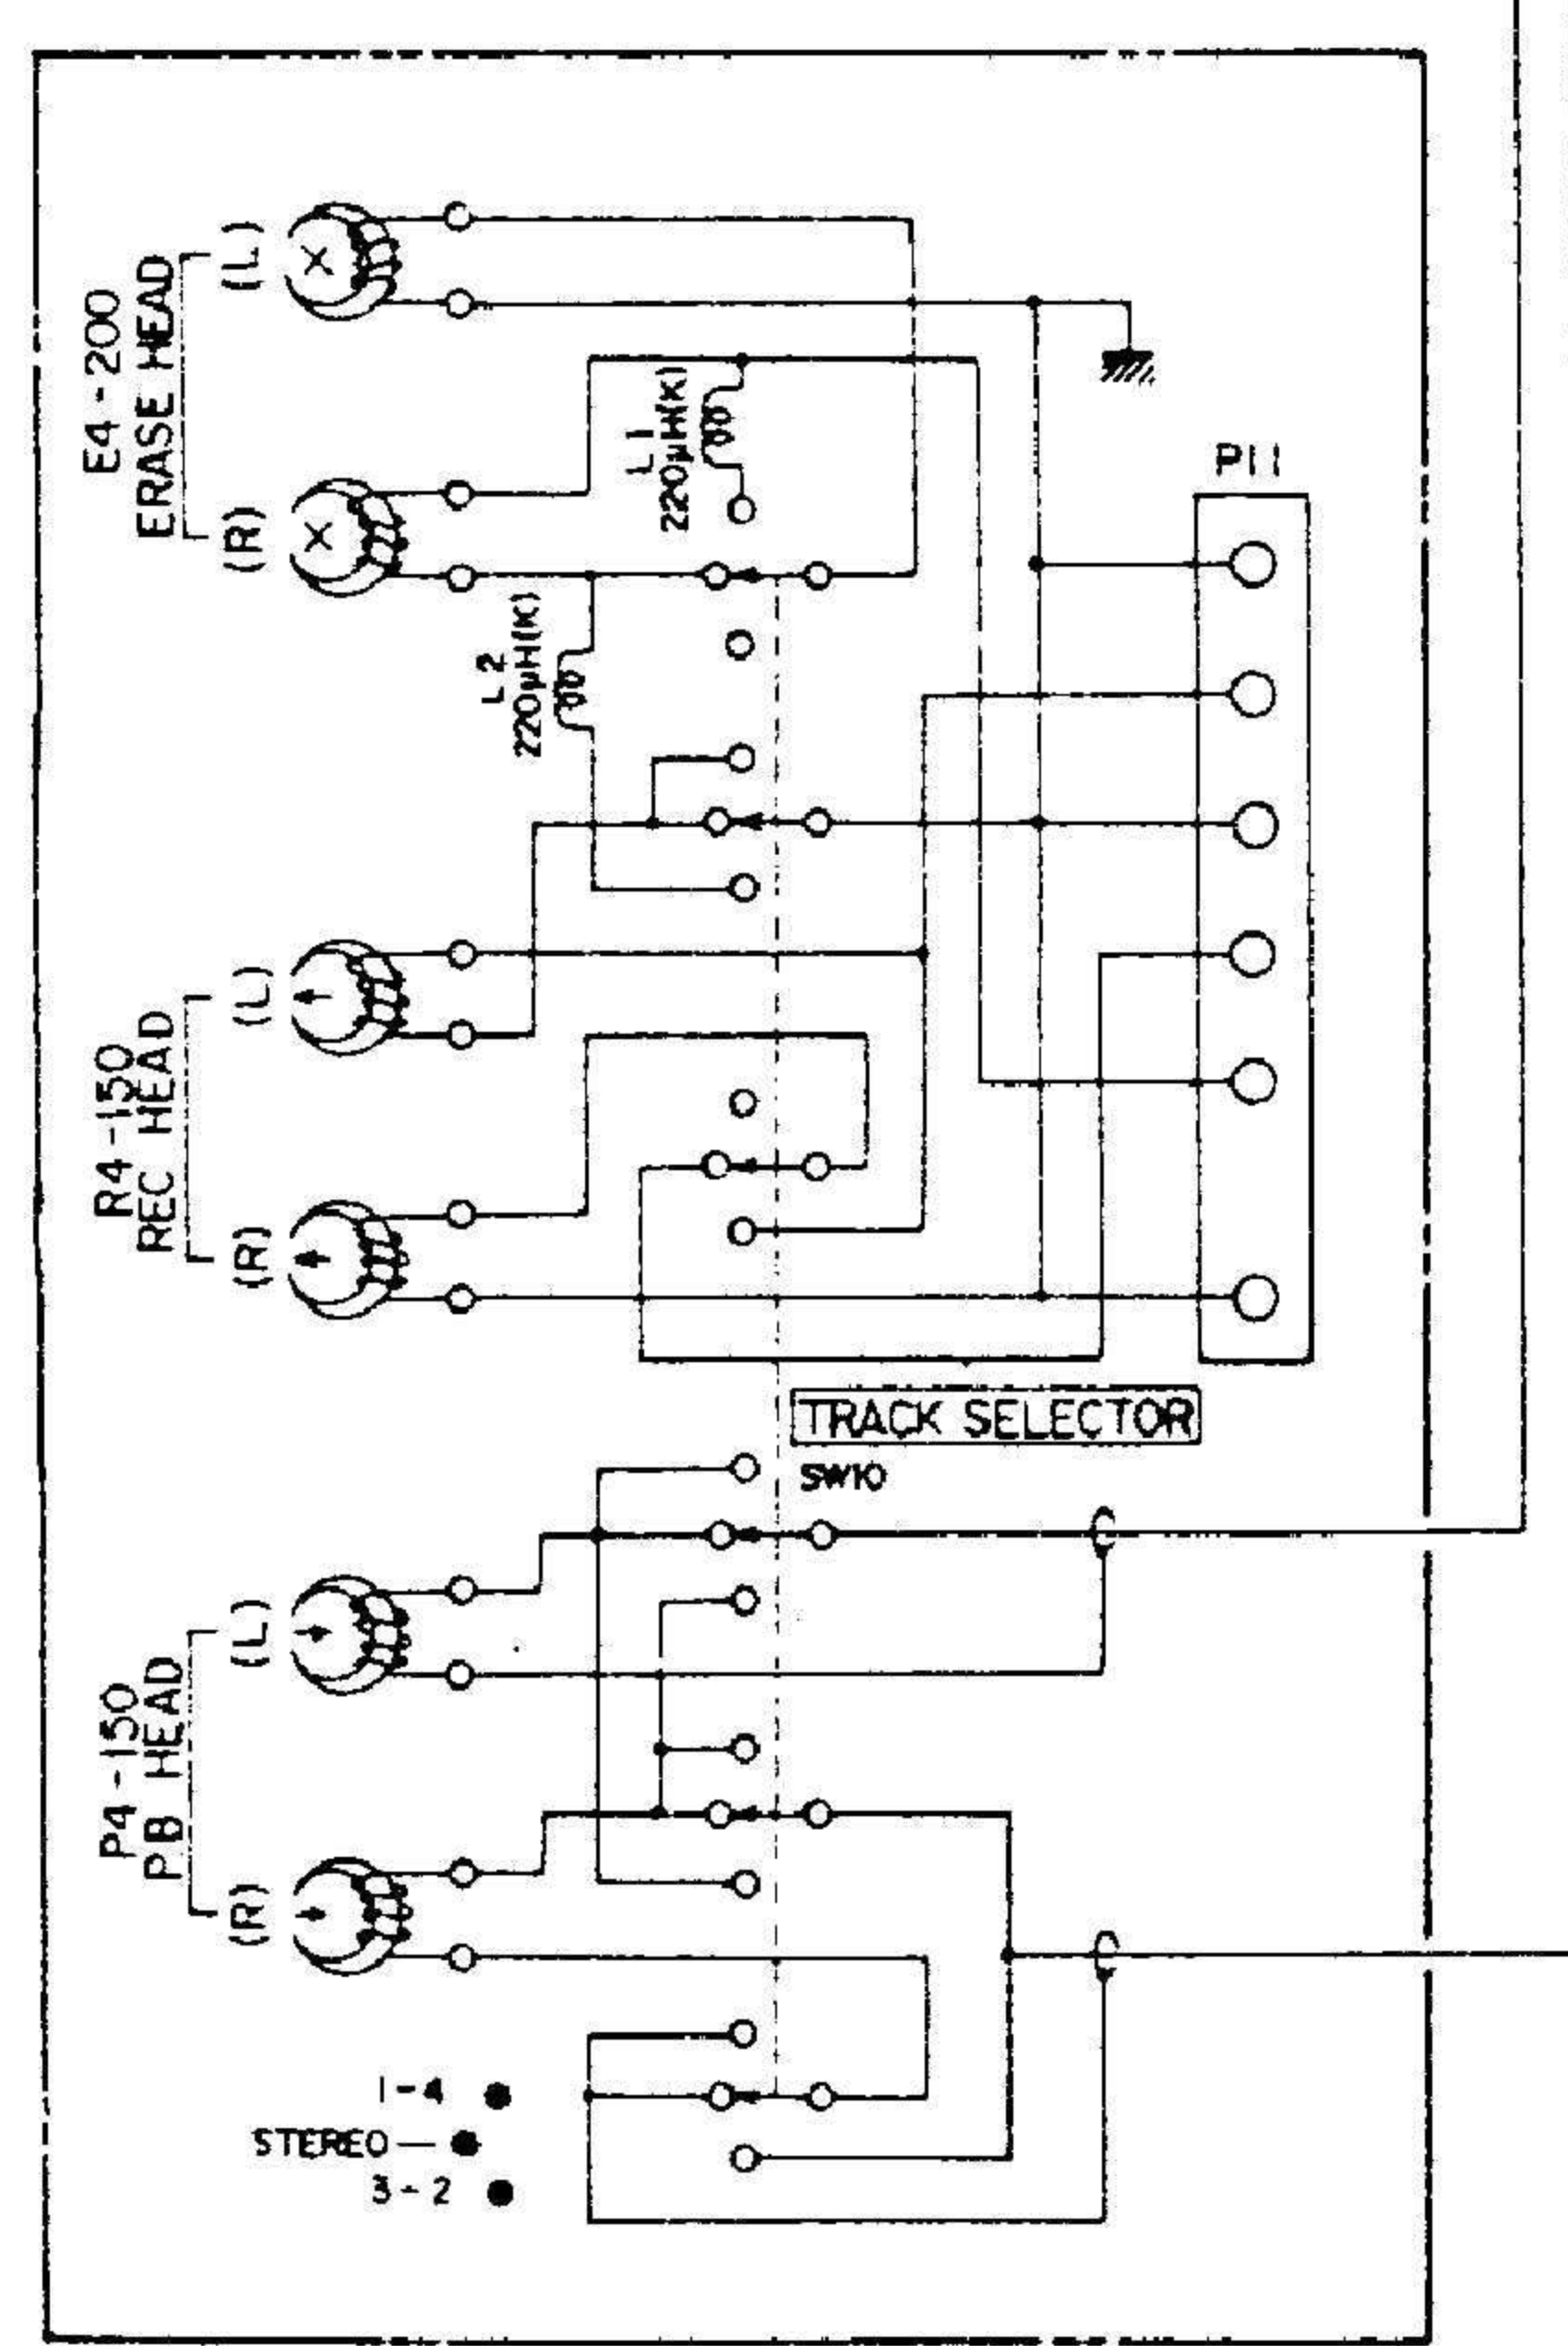 E4-200
ERASE HEAD
(L)
(R)
L1
220μH(K)
L2
220μH(K)
P11
R4-150
REC HEAD
(L)
(R)
TRACK SELECTOR
SW10
P4-150
P.B HEAD
(L)
(R)
1-4
STEREO
3-2